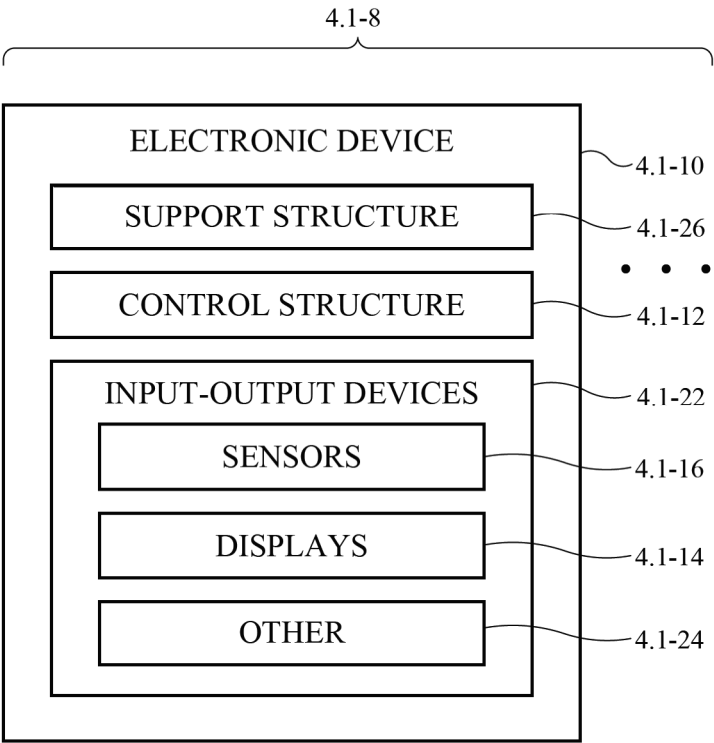 4.1-8
ELECTRONIC DEVICE
4.1-10
SUPPORT STRUCTURE
4.1-26
• • •
CONTROL STRUCTURE
4.1-12
INPUT-OUTPUT DEVICES
4.1-22
SENSORS
4.1-16
DISPLAYS
4.1-14
OTHER
4.1-24